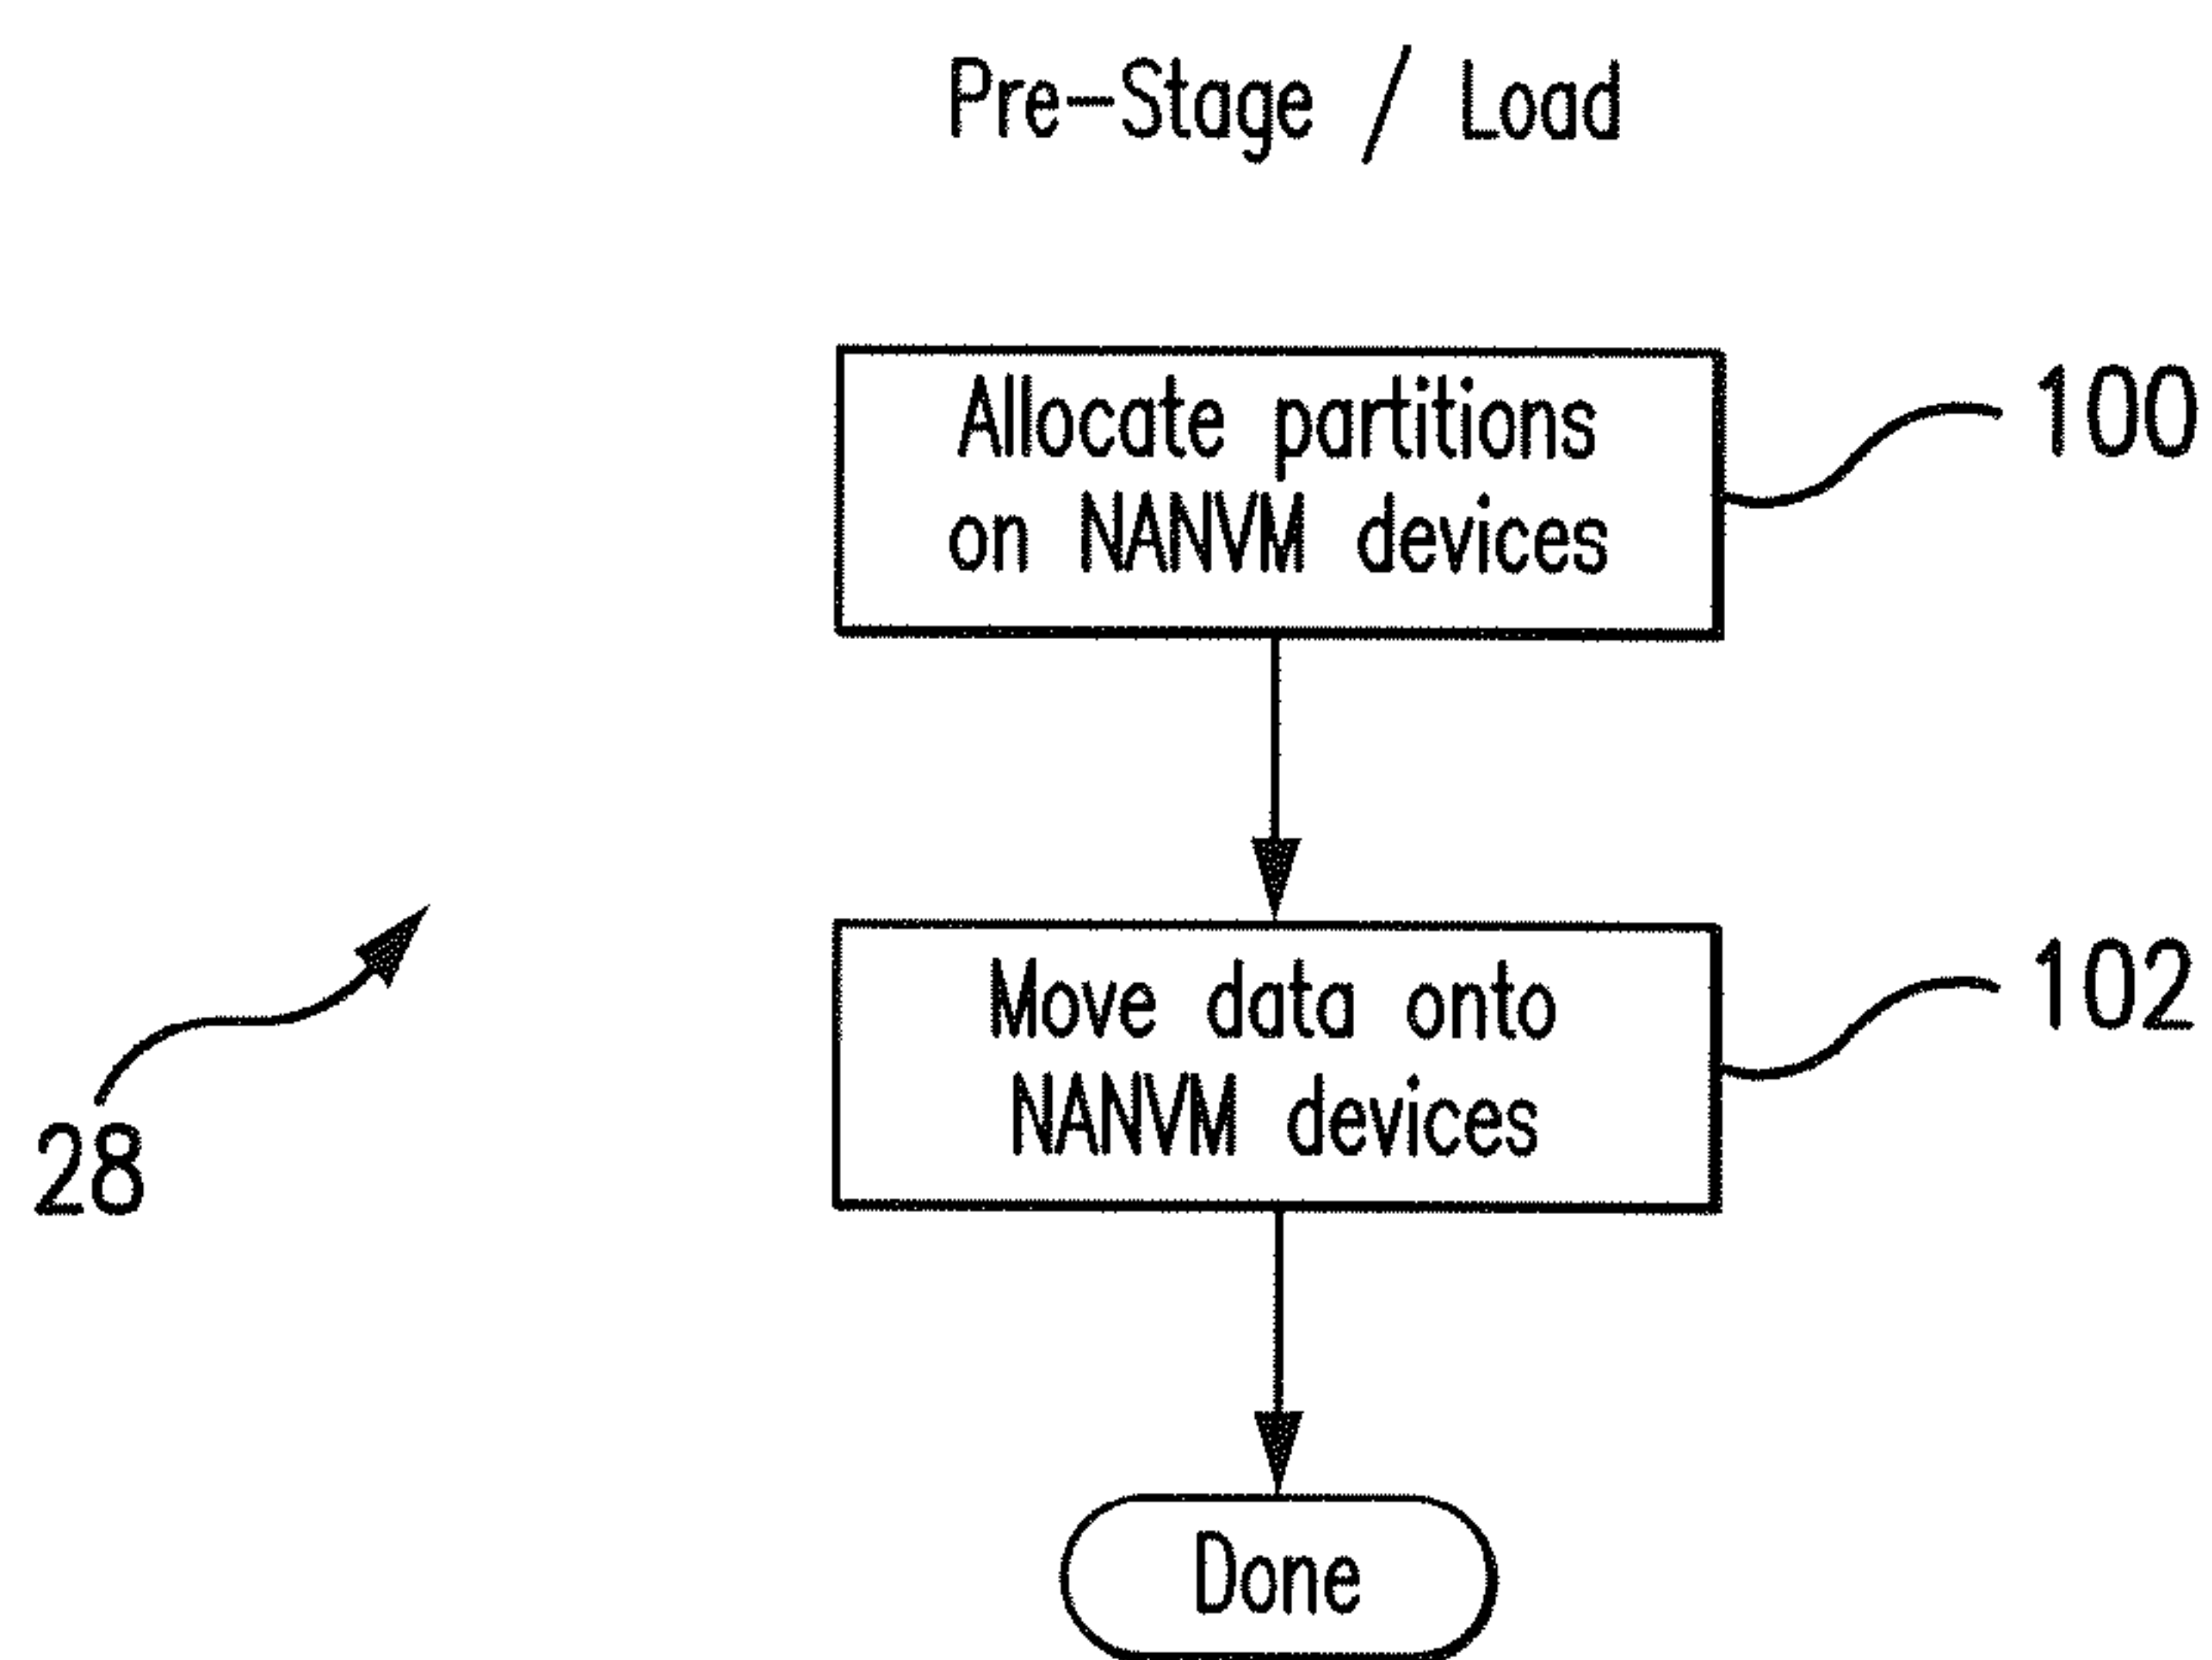 Pre-Stage / Load
Allocate partitions
on NANVM devices
100
Move data onto
NANVM devices
102
28
Done